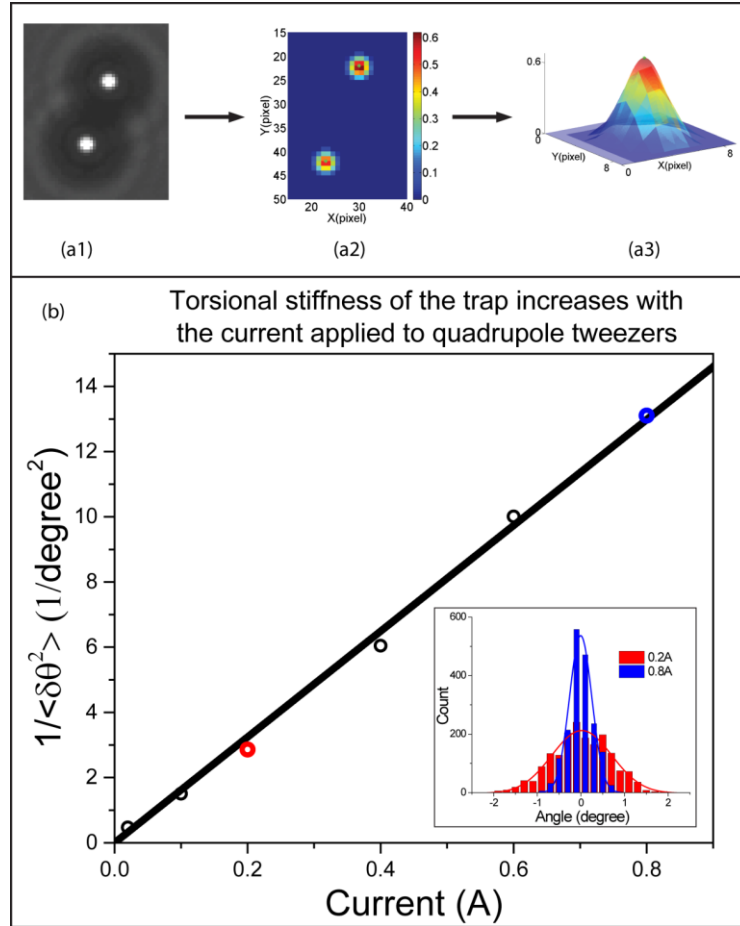 15
20
25
30
35
40
45
50
Y(pixel)
20
30
40
X(pixel)
0.6
0.5
0.4
0.3
0.2
0.1
0
0.6
0
0
Y(pixel)
8
0
X(pixel)
8
(a1)
(a2)
(a3)
(b)
Torsional stiffness of the trap increases with
the current applied to quadrupole tweezers
1/<δθ²> (1/degree²)
14
12
10
8
6
4
2
0
0.0
0.2
0.4
0.6
0.8
Current (A)
600
400
200
0
Count
0.2A
0.8A
-2
-1
0
1
2
Angle (degree)